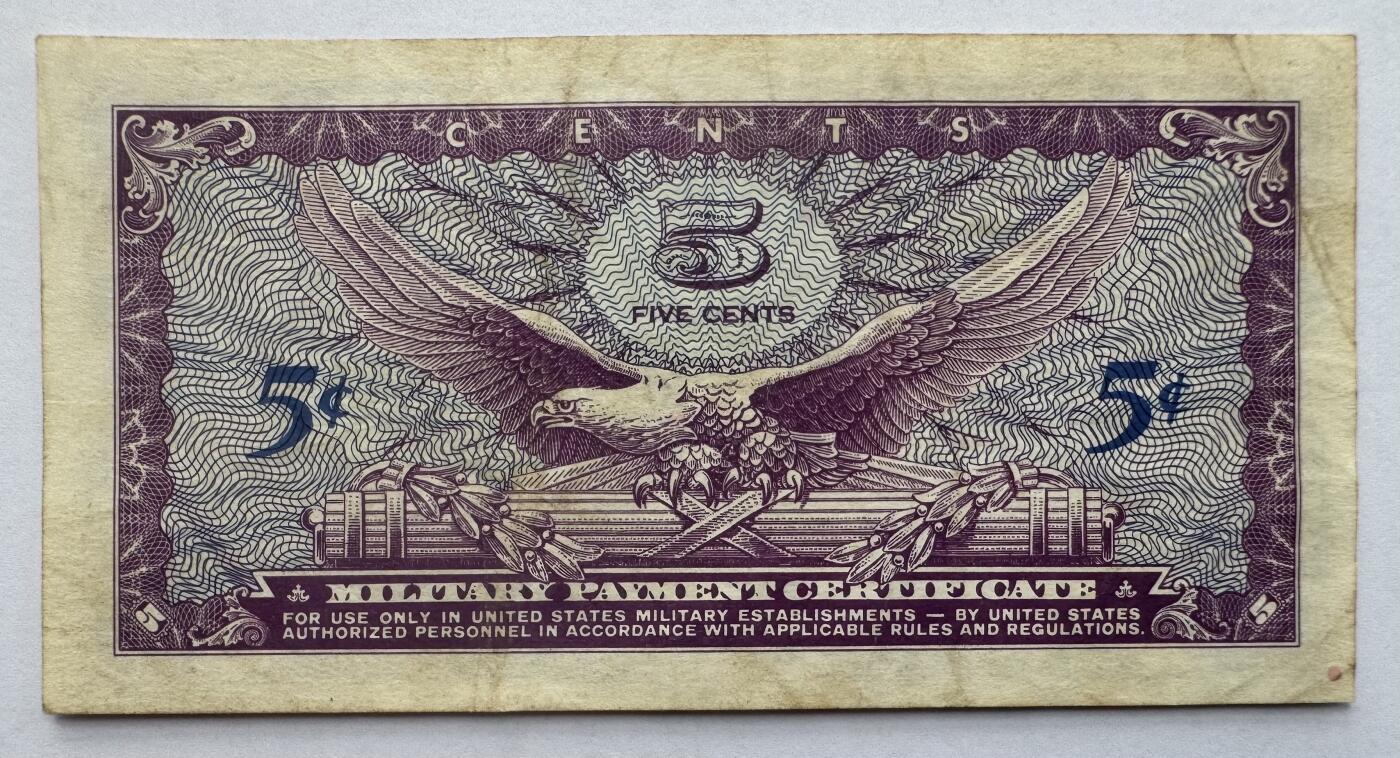 CENTS
5
FIVE CENTS
5¢ 5¢
MILITARY PAYMENT CERTIFICATE
5 5
FOR USE ONLY IN UNITED STATES MILITARY ESTABLISHMENTS — BY UNITED STATES
AUTHORIZED PERSONNEL IN ACCORDANCE WITH APPLICABLE RULES AND REGULATIONS.